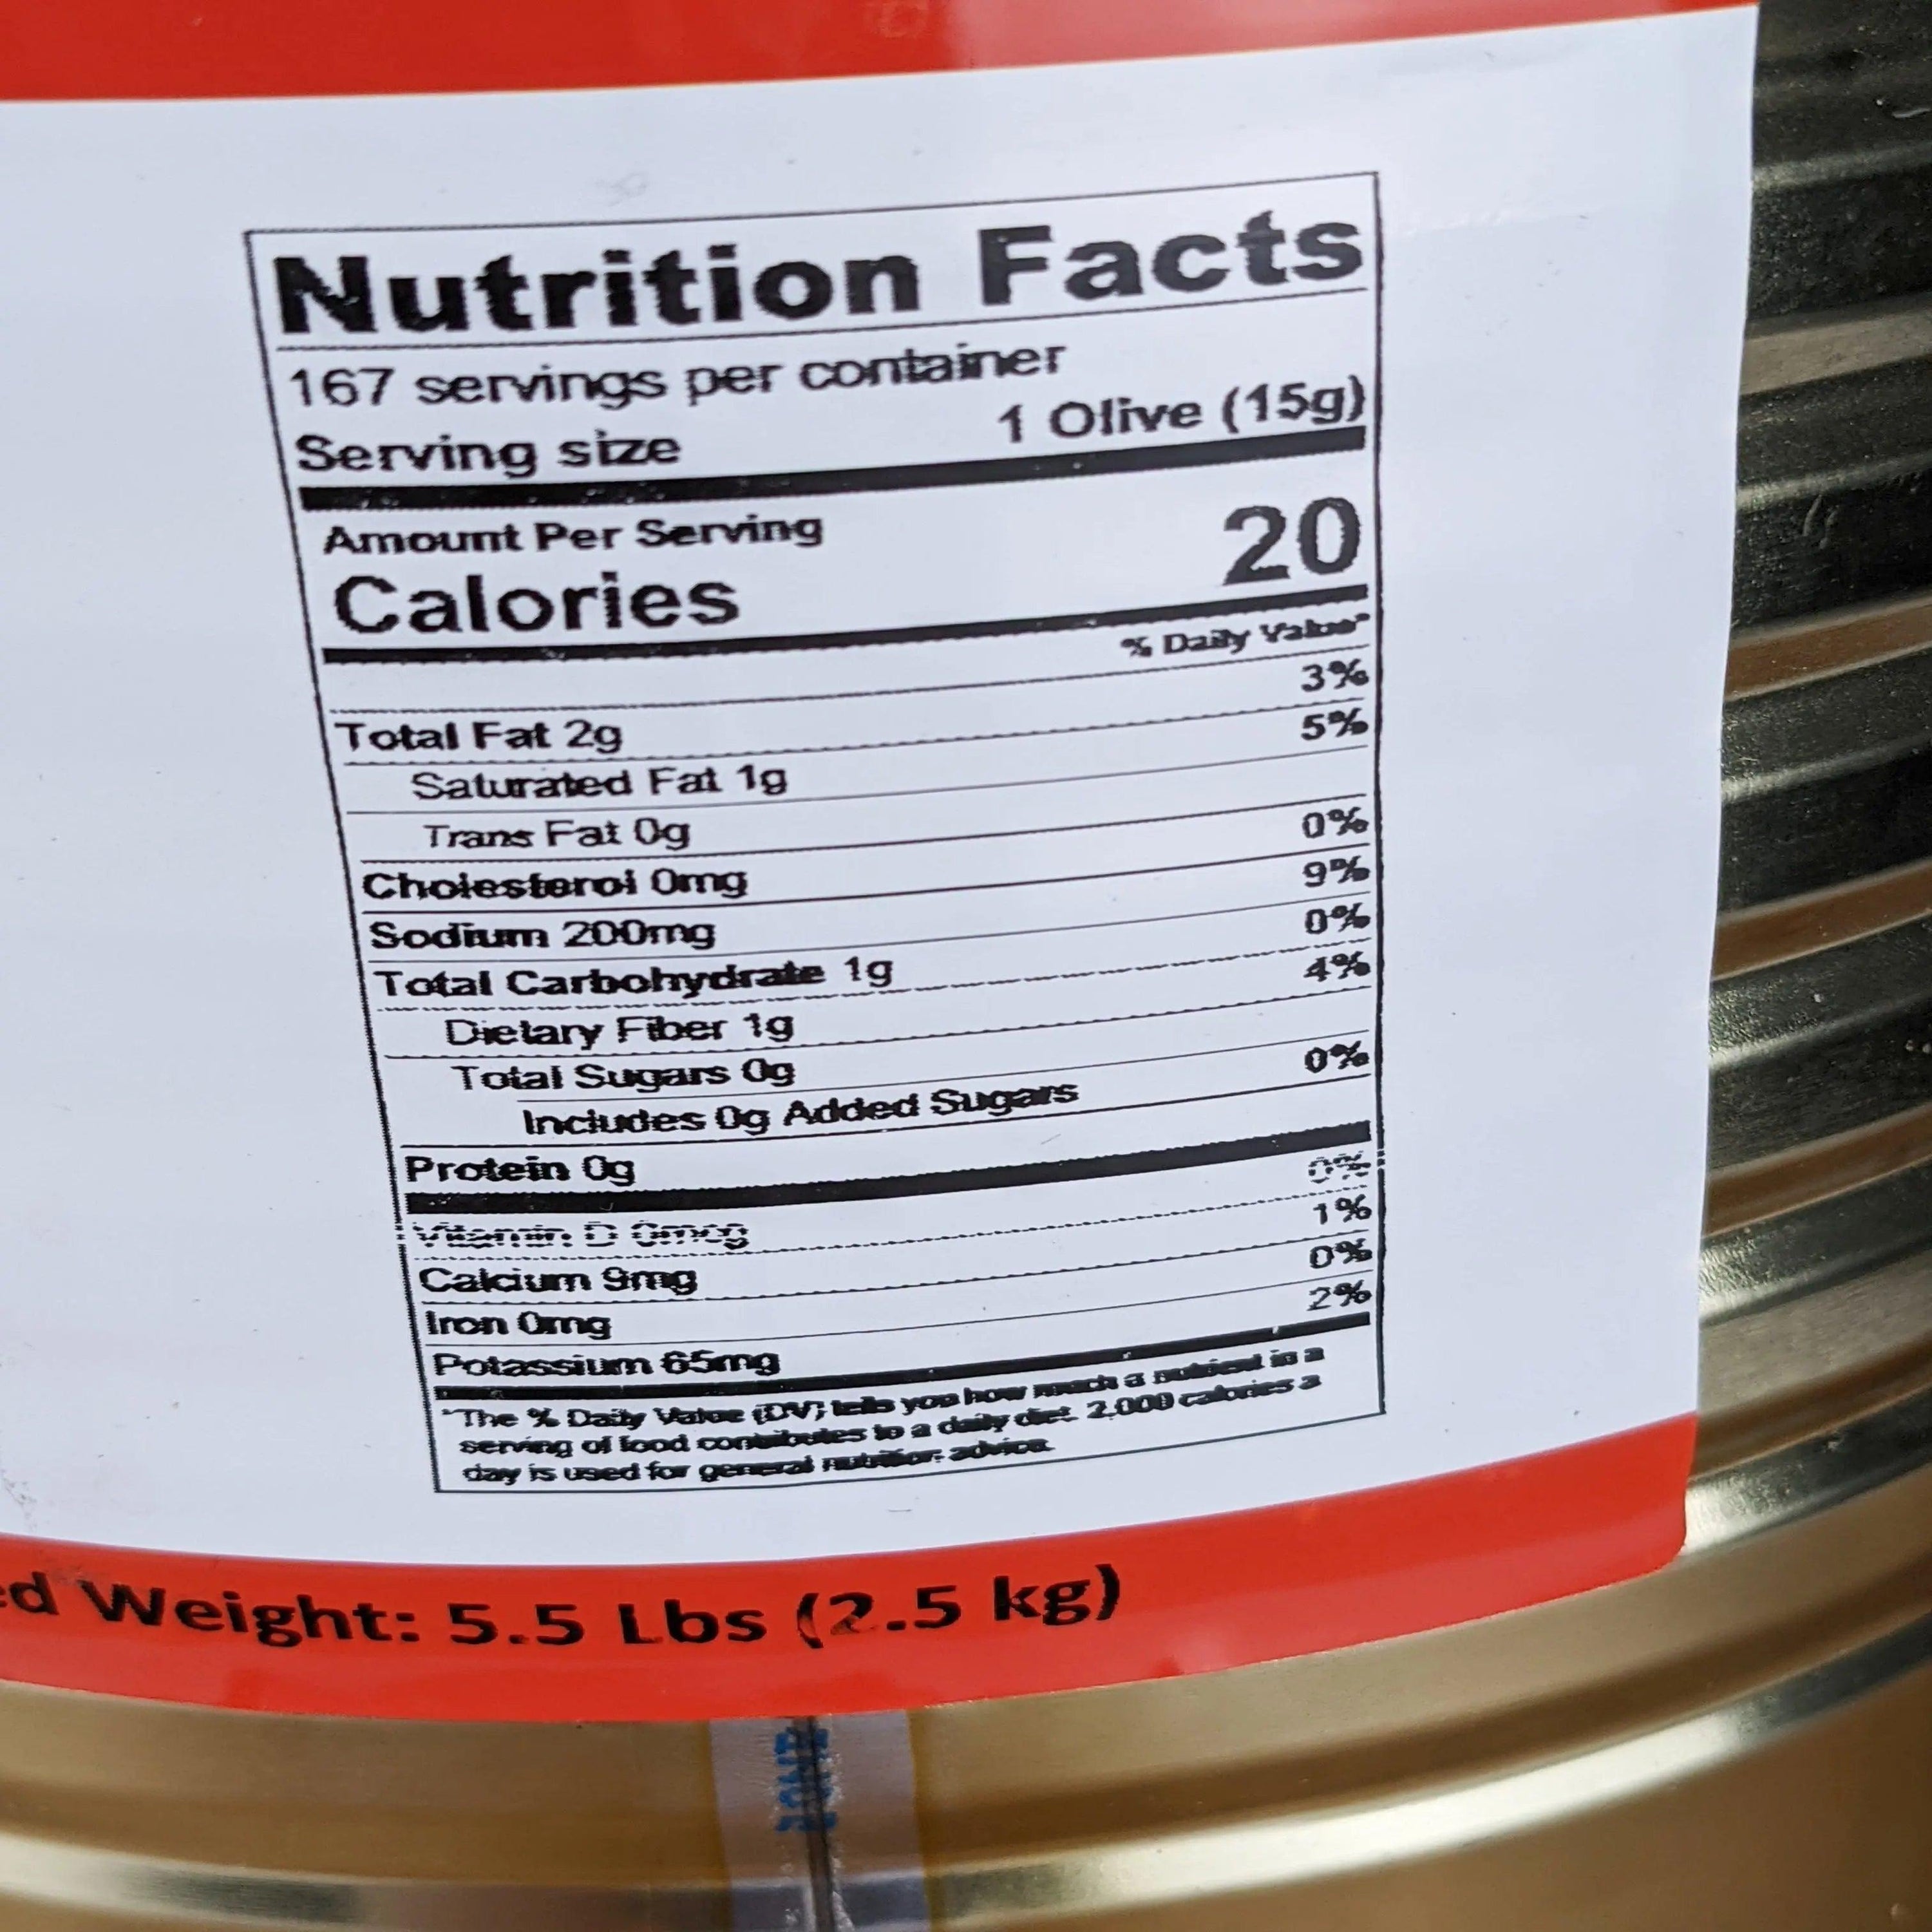 Nutrition Facts
167 servings per container
Serving size 1 Olive (15g)
Amount Per Serving
Calories 20
% Daily Value*
Total Fat 2g 3%
Saturated Fat 1g 5%
Trans Fat 0g
Cholesterol 0mg 0%
Sodium 200mg 9%
Total Carbohydrate 1g 0%
Dietary Fiber 1g 4%
Total Sugars 0g
Includes 0g Added Sugars 0%
Protein 0g
Vitamin D 0mcg 0%
Calcium 9mg 1%
Iron 0mg 0%
Potassium 65mg 2%
*The % Daily Value (DV) tells you how much a nutrient in a
serving of food contributes to a daily diet. 2,000 calories a
day is used for general nutrition advice.
Weight: 5.5 Lbs (2.5 kg)